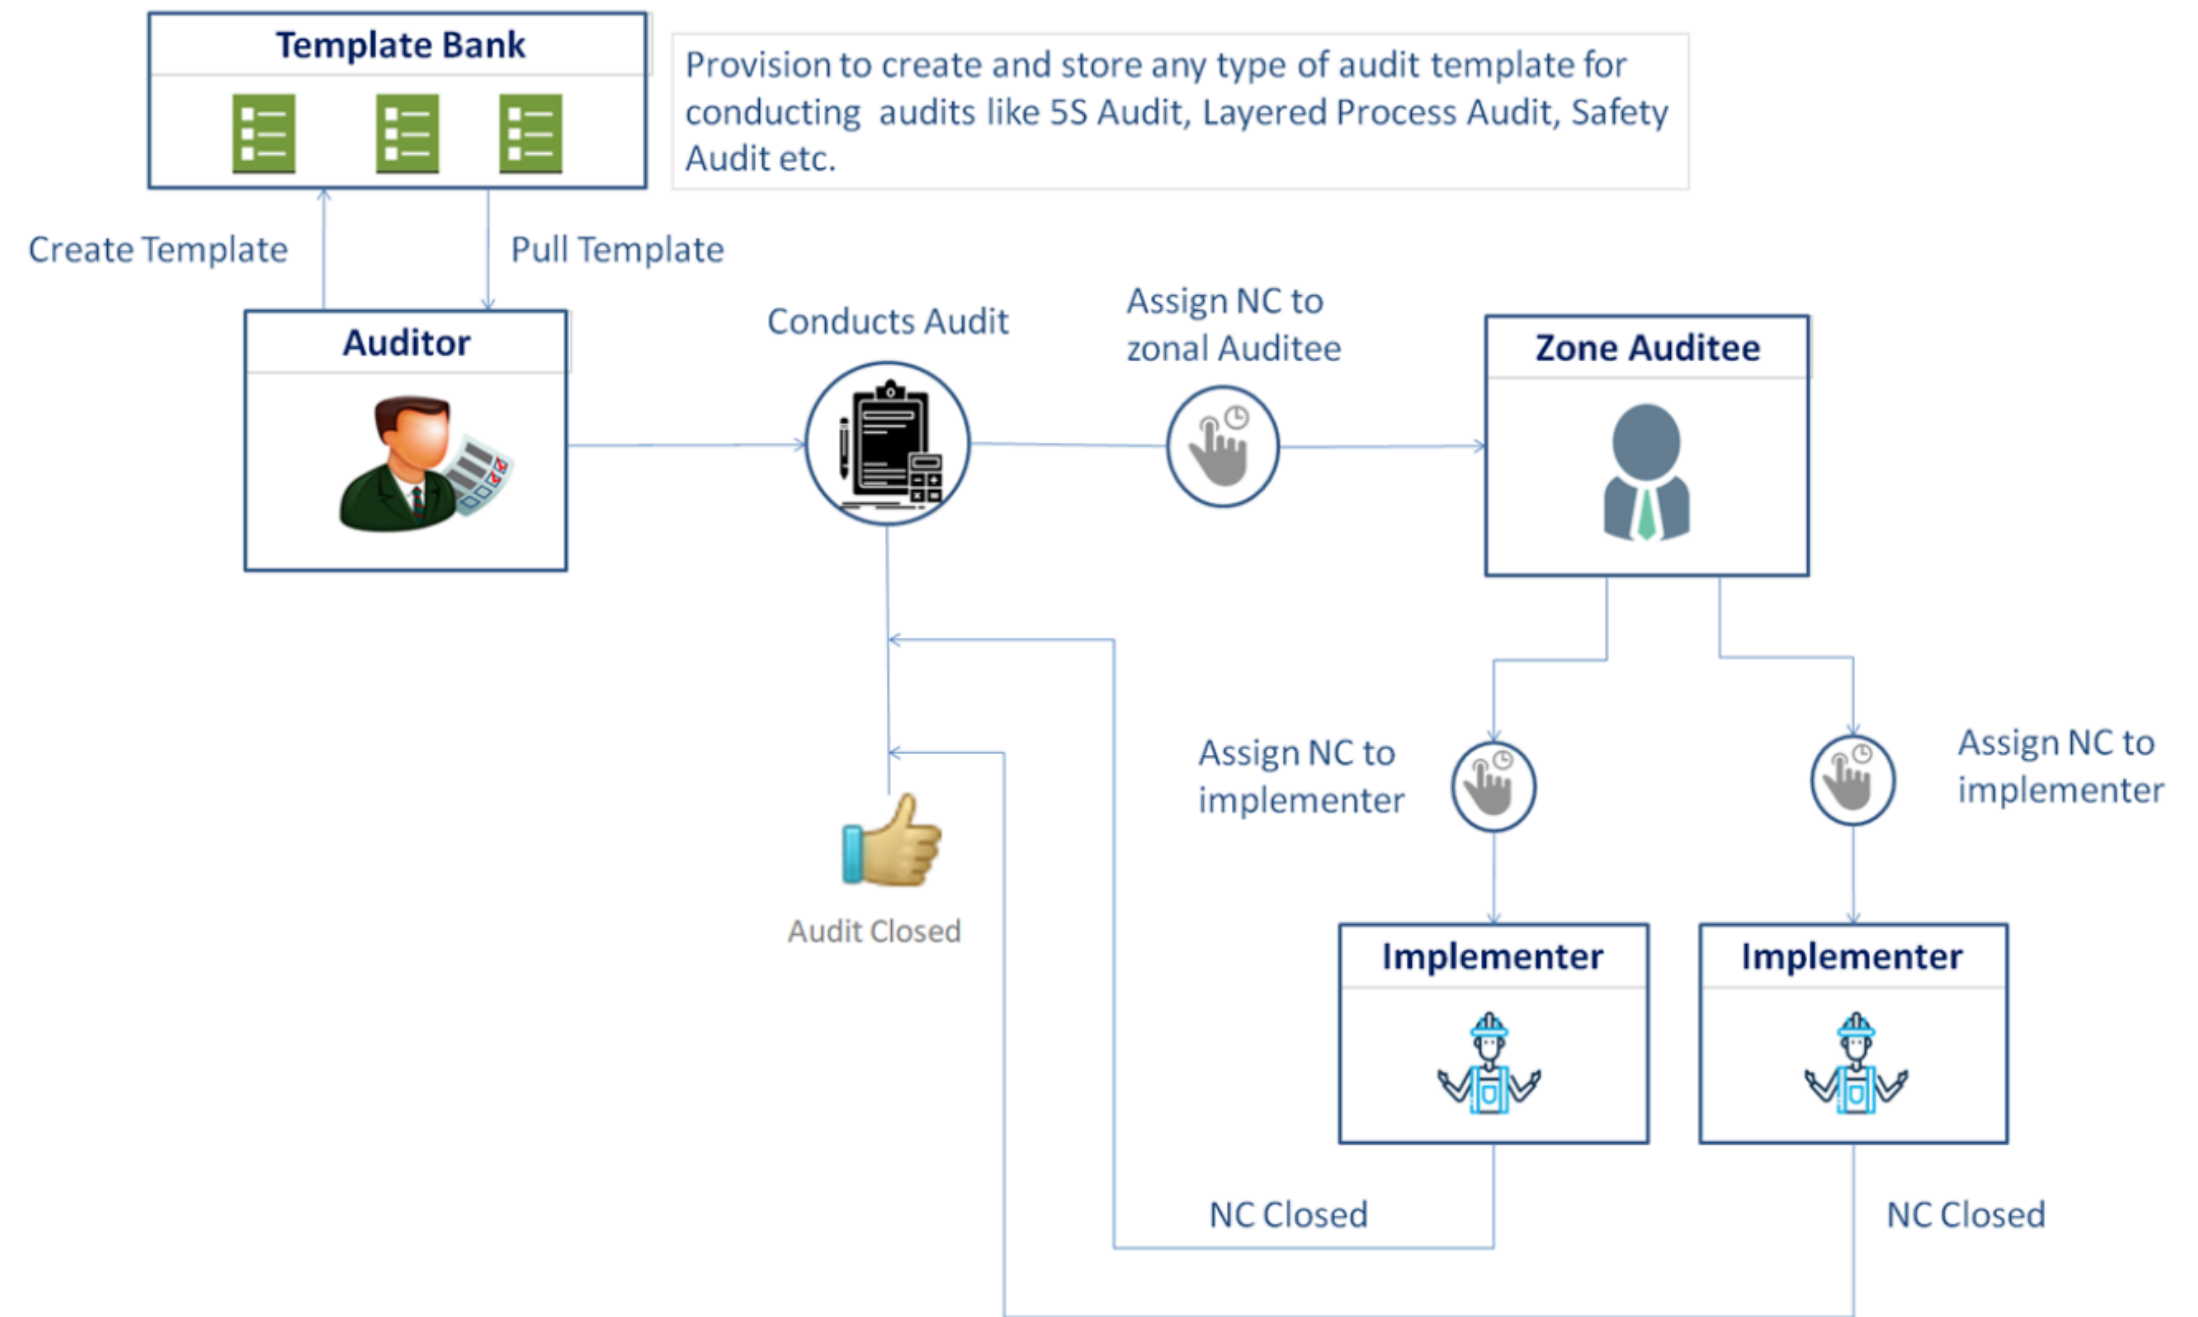 Template Bank
Provision to create and store any type of audit template for
conducting audits like 5S Audit, Layered Process Audit, Safety
Audit etc.
Create Template
Pull Template
Auditor
Conducts Audit
Assign NC to
zonal Auditee
Zone Auditee
Assign NC to
implementer
Assign NC to
implementer
Audit Closed
Implementer
Implementer
NC Closed
NC Closed